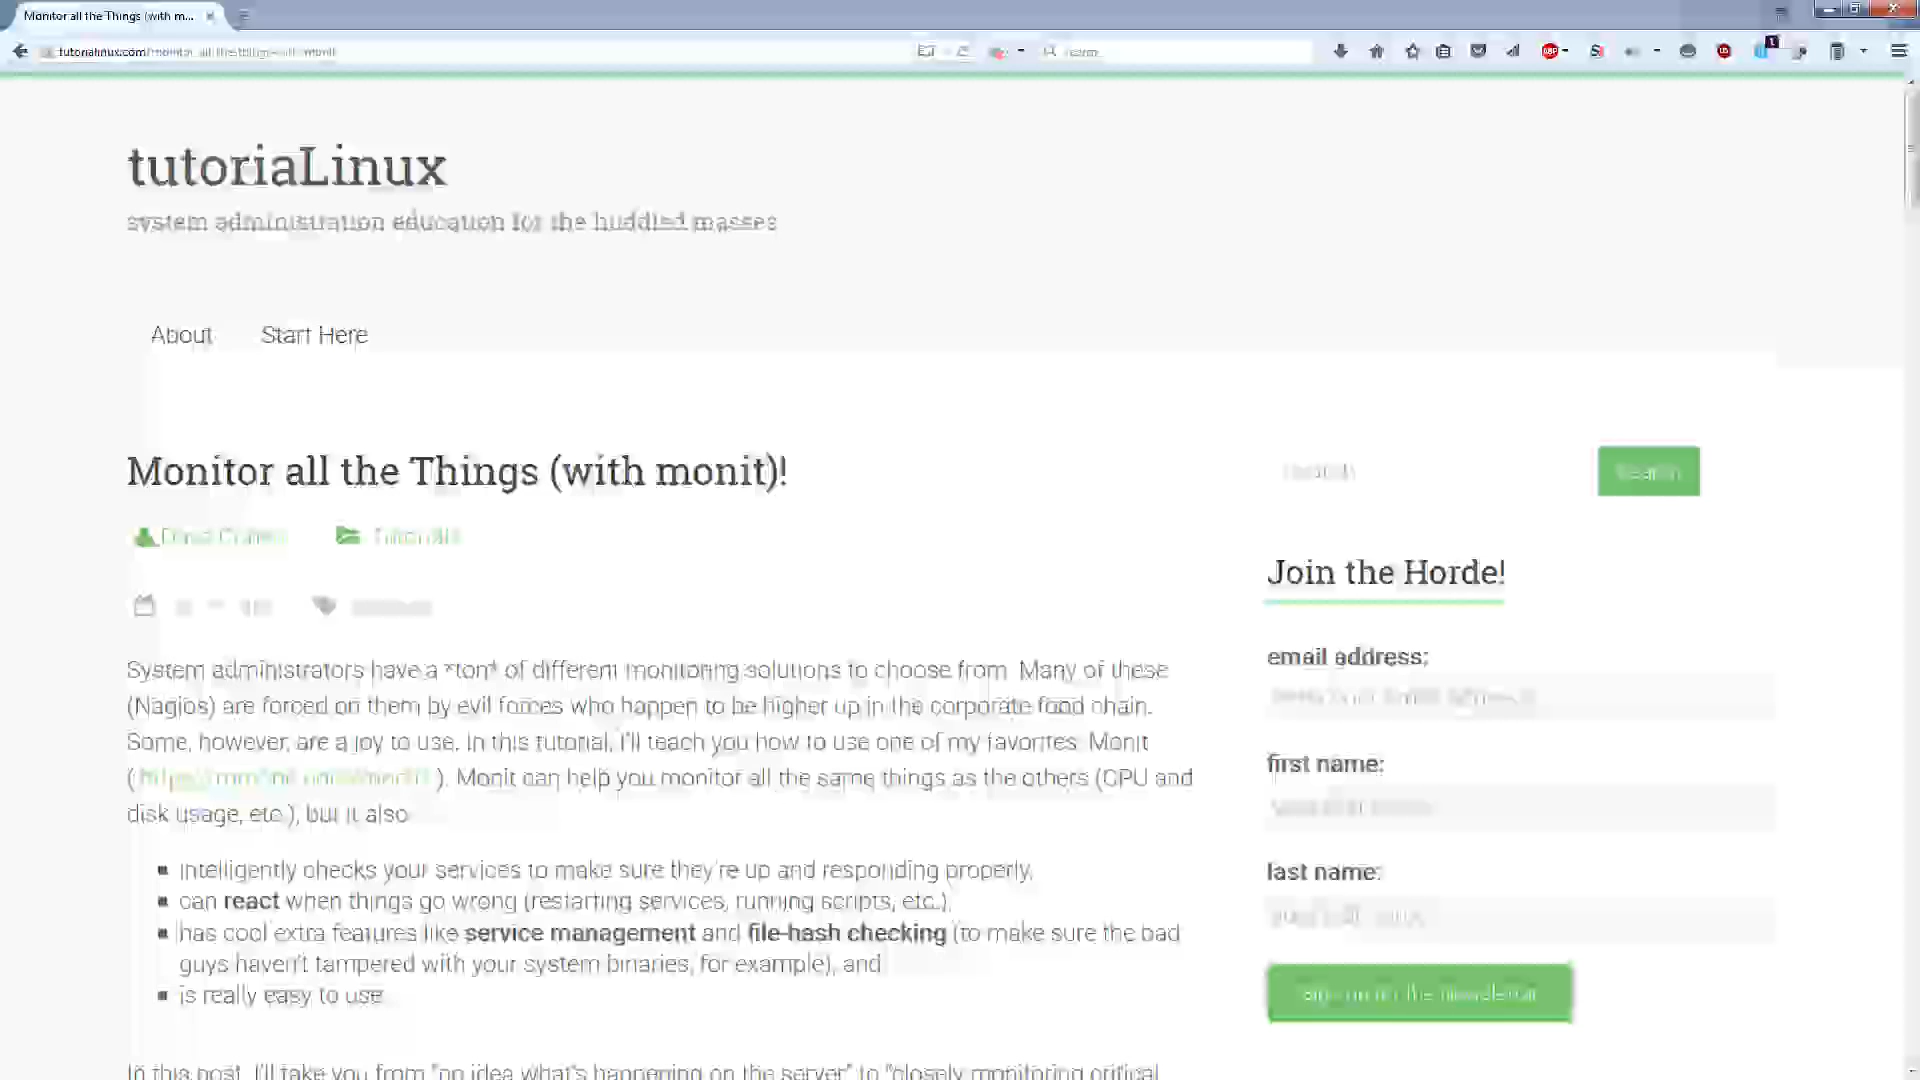 Monitor all the Things (with m...
tutorialinux.com/monitor-all-the-things-with-monit
tutoriaLinux
system administration education for the huddled masses
About
Start Here
Monitor all the Things (with monit)!
Search
Tutorials
Join the Horde!
System administrators have a *ton* of different monitoring solutions to choose from. Many of these
email address:
(Nagios) are forced on them by evil forces who happen to be higher up in the corporate food chain.
Some, however, are a joy to use. In this tutorial, I'll teach you how to use one of my favorites: Monit
first name:
( ). Monit can help you monitor all the same things as the others (CPU and
disk usage, etc.), but it also
last name:
intelligently checks your services to make sure they're up and responding properly,
can react when things go wrong (restarting services, running scripts, etc.),
has cool extra features like service management and file-hash checking (to make sure the bad
guys haven't tampered with your system binaries, for example), and
is really easy to use.
In this post, I'll take you from "no idea what's happening on the server" to "closely monitoring critical